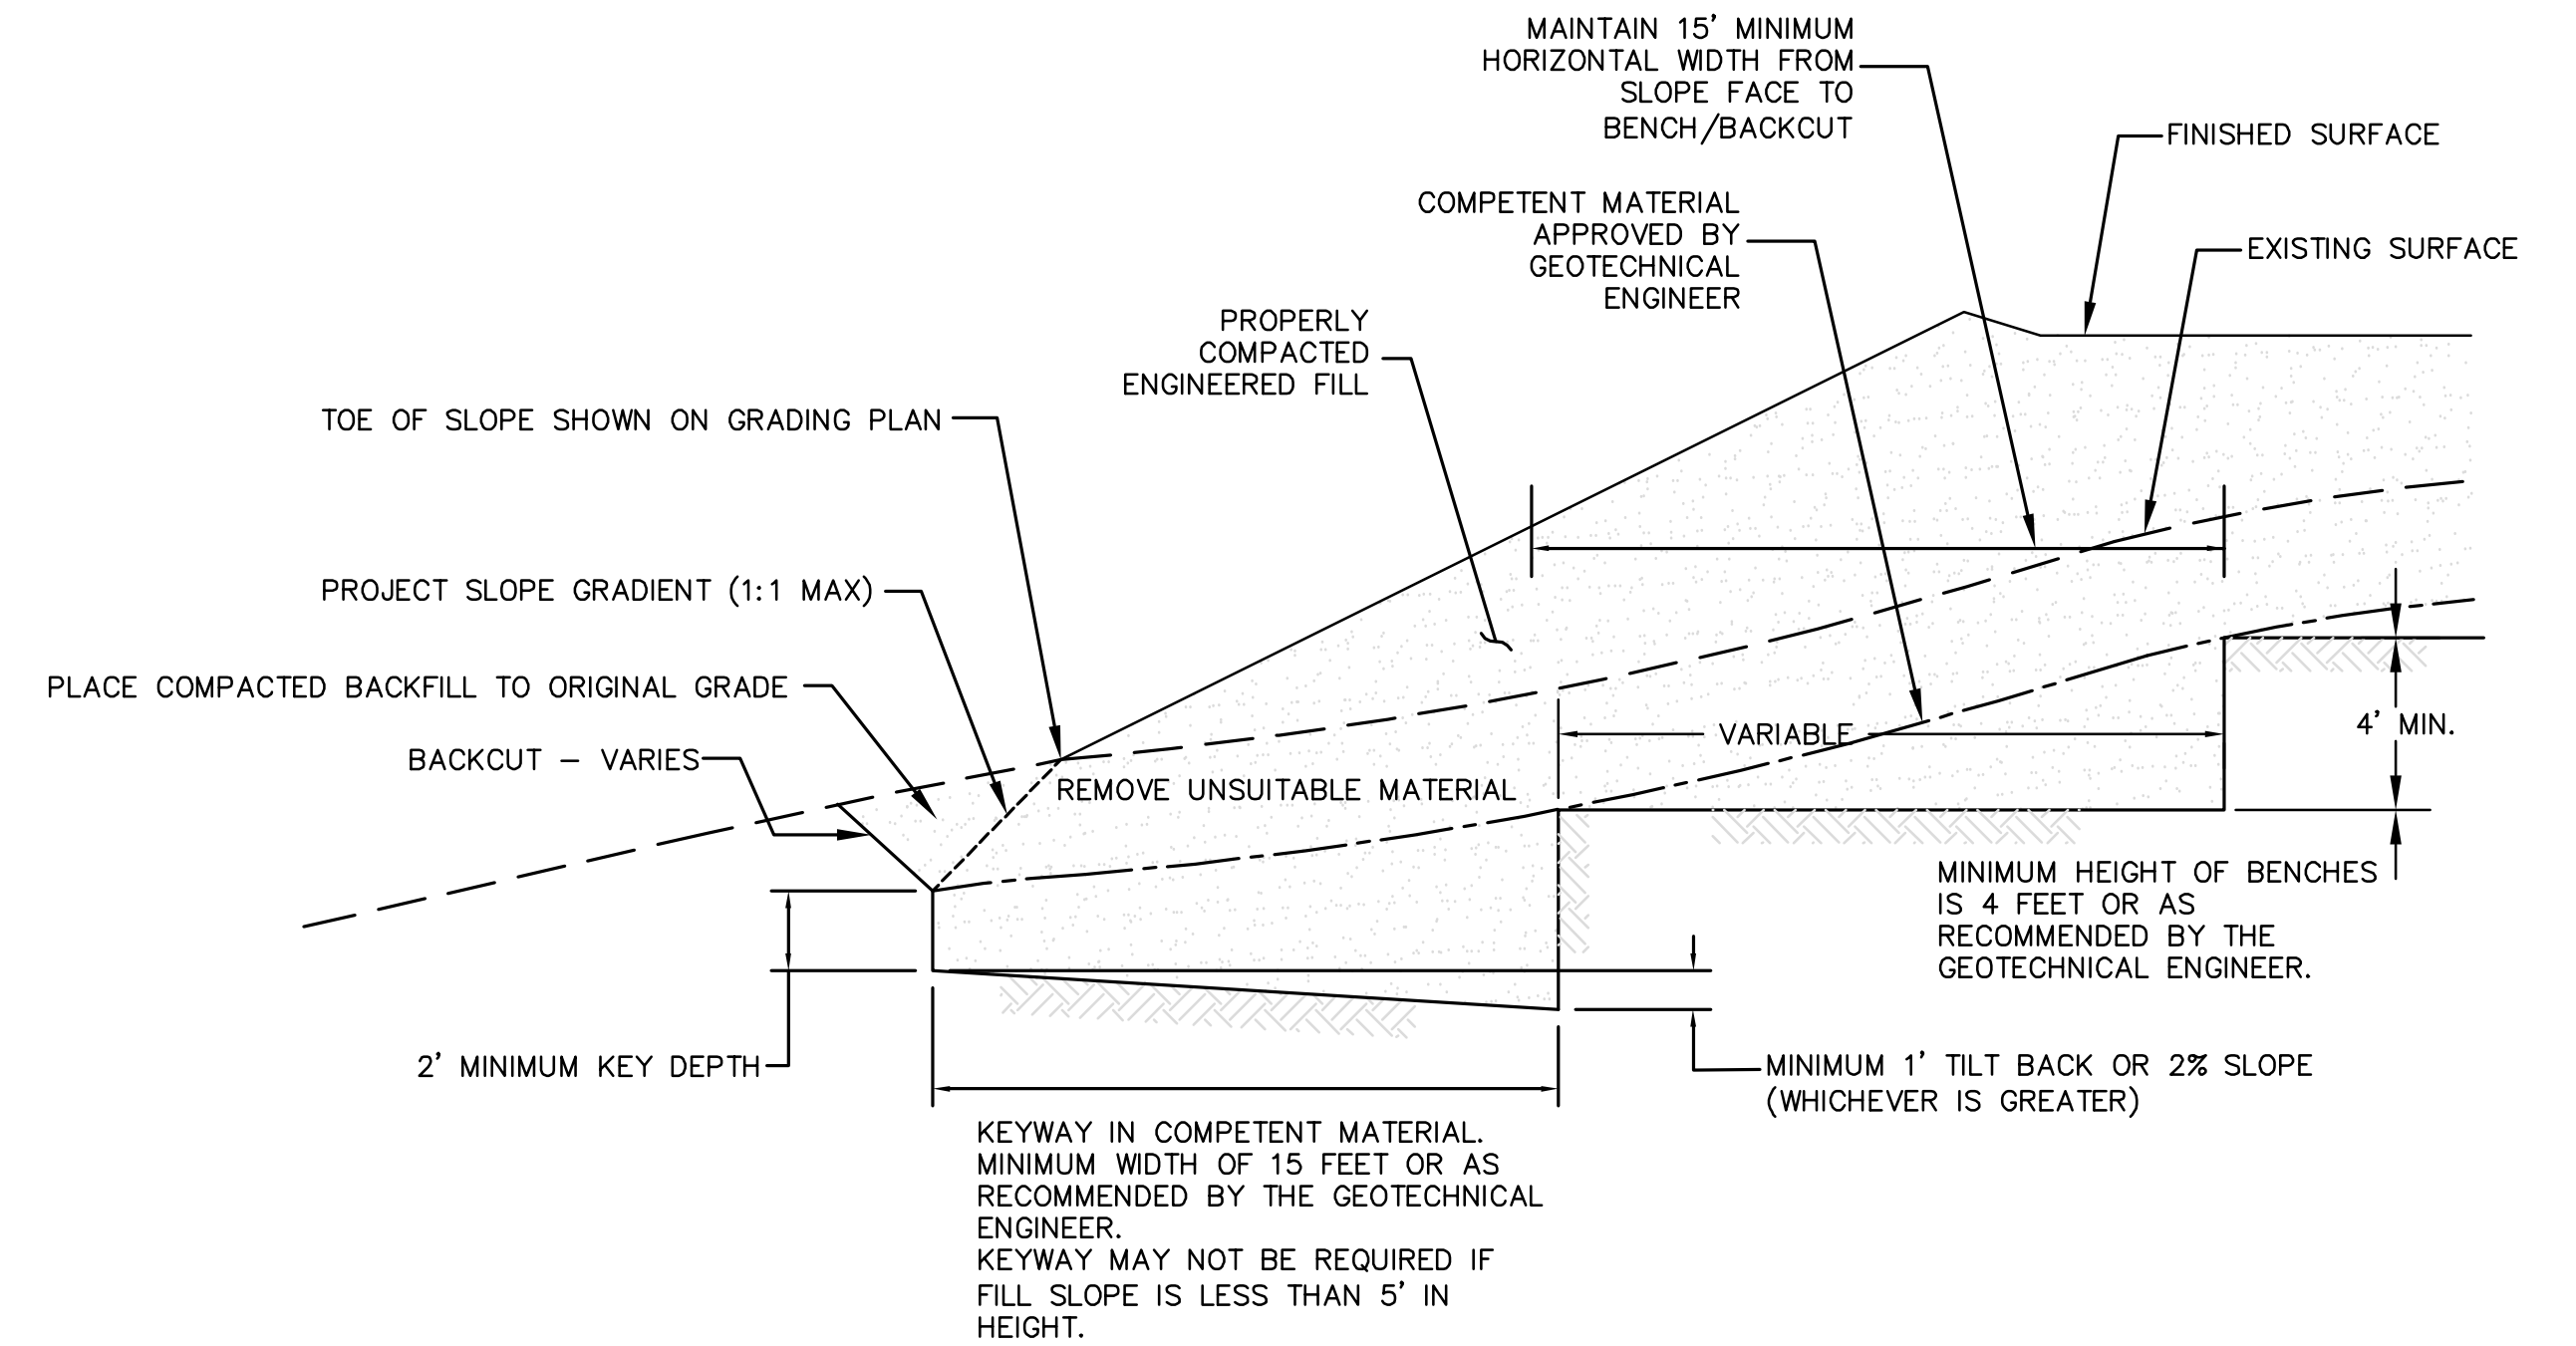 MAINTAIN 15' MINIMUM
HORIZONTAL WIDTH FROM
SLOPE FACE TO
BENCH/BACKCUT
FINISHED SURFACE
COMPETENT MATERIAL
APPROVED BY
GEOTECHNICAL
ENGINEER
EXISTING SURFACE
PROPERLY
COMPACTED
ENGINEERED FILL
TOE OF SLOPE SHOWN ON GRADING PLAN
PROJECT SLOPE GRADIENT (1:1 MAX)
PLACE COMPACTED BACKFILL TO ORIGINAL GRADE
BACKCUT – VARIES
REMOVE UNSUITABLE MATERIAL
VARIABLE
4' MIN.
MINIMUM HEIGHT OF BENCHES
IS 4 FEET OR AS
RECOMMENDED BY THE
GEOTECHNICAL ENGINEER.
2' MINIMUM KEY DEPTH
MINIMUM 1' TILT BACK OR 2% SLOPE
(WHICHEVER IS GREATER)
KEYWAY IN COMPETENT MATERIAL.
MINIMUM WIDTH OF 15 FEET OR AS
RECOMMENDED BY THE GEOTECHNICAL
ENGINEER.
KEYWAY MAY NOT BE REQUIRED IF
FILL SLOPE IS LESS THAN 5' IN
HEIGHT.